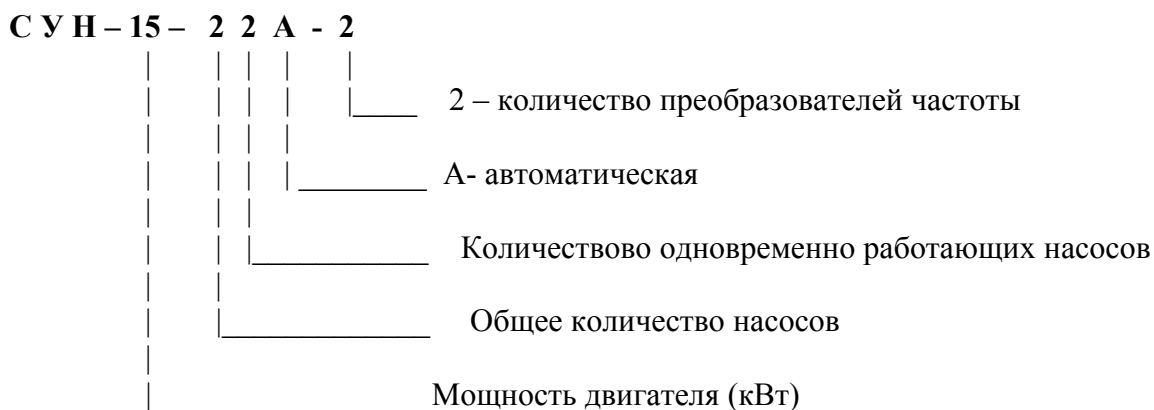 С У Н – 15 – 2 2 А - 2
2 – количество преобразователей частоты
А- автоматическая
Количествово одновременно работающих насосов
Общее количество насосов
Мощность двигателя (кВт)